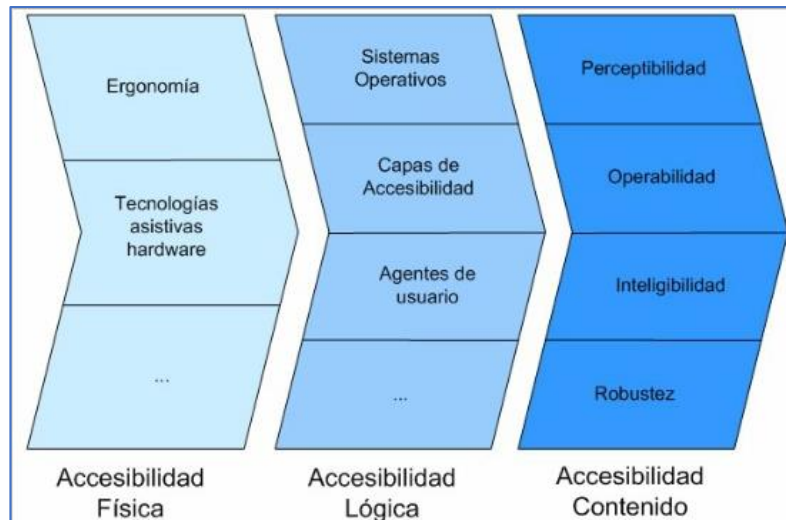 Ergonomía
Tecnologías
asistivas
hardware
...
Accesibilidad
Física
Sistemas
Operativos
Capas de
Accesibilidad
Agentes de
usuario
...
Accesibilidad
Lógica
Perceptibilidad
Operabilidad
Inteligibilidad
Robustez
Accesibilidad
Contenido